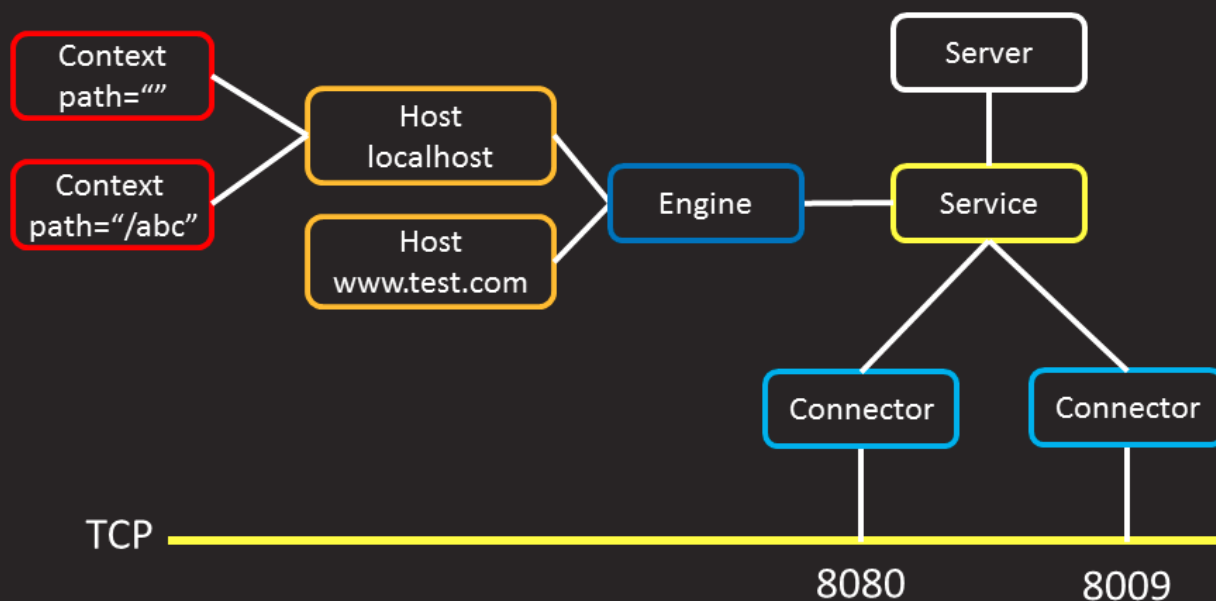 Context
path=“”
Context
path=“/abc”
Host
localhost
Host
www.test.com
Engine
Server
Service
Connector
Connector
TCP
8080
8009